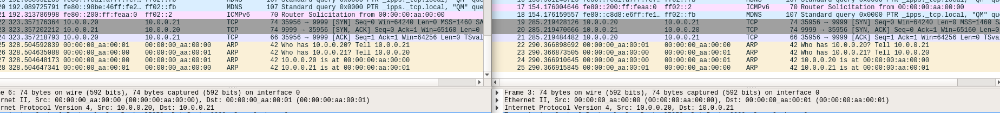 20 192.089757917 fe80::98be:46ff:fe2… ff02::fb MDNS 107 Standard query 0x0000 PTR _ipps._tcp.local, "QM" que
21 192.313786998 fe80::200:ff:feaa:0 ff02::2 ICMPv6 70 Router Solicitation from 00:00:00:aa:00:00
22 323.357176364 10.0.0.20 10.0.0.21 TCP 74 35956 → 9999 [SYN] Seq=0 Win=64240 Len=0 MSS=1460 SA
23 323.357202212 10.0.0.21 10.0.0.20 TCP 74 9999 → 35956 [SYN, ACK] Seq=0 Ack=1 Win=65160 Len=0
24 323.357218793 10.0.0.20 10.0.0.21 TCP 66 35956 → 9999 [ACK] Seq=1 Ack=1 Win=64256 Len=0 TSval
25 328.504592839 00:00:00_aa:00:01 00:00:00_aa:00:00 ARP 42 Who has 10.0.0.20? Tell 10.0.0.21
26 328.504635088 00:00:00_aa:00:00 00:00:00_aa:00:01 ARP 42 Who has 10.0.0.21? Tell 10.0.0.20
27 328.504648173 00:00:00_aa:00:00 00:00:00_aa:00:01 ARP 42 10.0.0.20 is at 00:00:00:aa:00:00
28 328.504647341 00:00:00_aa:00:01 00:00:00_aa:00:00 ARP 42 10.0.0.21 is at 00:00:00:aa:00:01
e 6: 74 bytes on wire (592 bits), 74 bytes captured (592 bits) on interface 0
rnet II, Src: 00:00:00_aa:00:00 (00:00:00:aa:00:00), Dst: 00:00:00_aa:00:01 (00:00:00:aa:00:01)
rnet Protocol Version 4, Src: 10.0.0.20, Dst: 10.0.0.21
17 154.176004646 fe80::200:ff:feaa:0 ff02::2 ICMPv6 70 Router Solicitation from 00:00:00:aa:00:00
18 154.176159557 fe80::c8d8:e6ff:fe1… ff02::fb MDNS 107 Standard query 0x0000 PTR _ipps._tcp.local, "QM" qu
19 285.219428126 10.0.0.20 10.0.0.21 TCP 74 35956 → 9999 [SYN] Seq=0 Win=64240 Len=0 MSS=1460 S
20 285.219470666 10.0.0.21 10.0.0.20 TCP 74 9999 → 35956 [SYN, ACK] Seq=0 Ack=1 Win=65160 Len=0
21 285.219484482 10.0.0.20 10.0.0.21 TCP 66 35956 → 9999 [ACK] Seq=1 Ack=1 Win=64256 Len=0 TSva
22 290.366898692 00:00:00_aa:00:01 00:00:00_aa:00:00 ARP 42 Who has 10.0.0.20? Tell 10.0.0.21
23 290.366873505 00:00:00_aa:00:00 00:00:00_aa:00:01 ARP 42 Who has 10.0.0.21? Tell 10.0.0.20
24 290.366910645 00:00:00_aa:00:00 00:00:00_aa:00:01 ARP 42 10.0.0.20 is at 00:00:00:aa:00:00
25 290.366915845 00:00:00_aa:00:01 00:00:00_aa:00:00 ARP 42 10.0.0.21 is at 00:00:00:aa:00:01
Frame 3: 74 bytes on wire (592 bits), 74 bytes captured (592 bits) on interface 0
Ethernet II, Src: 00:00:00_aa:00:00 (00:00:00:aa:00:00), Dst: 00:00:00_aa:00:01 (00:00:00:aa:00:01)
Internet Protocol Version 4, Src: 10.0.0.20, Dst: 10.0.0.21